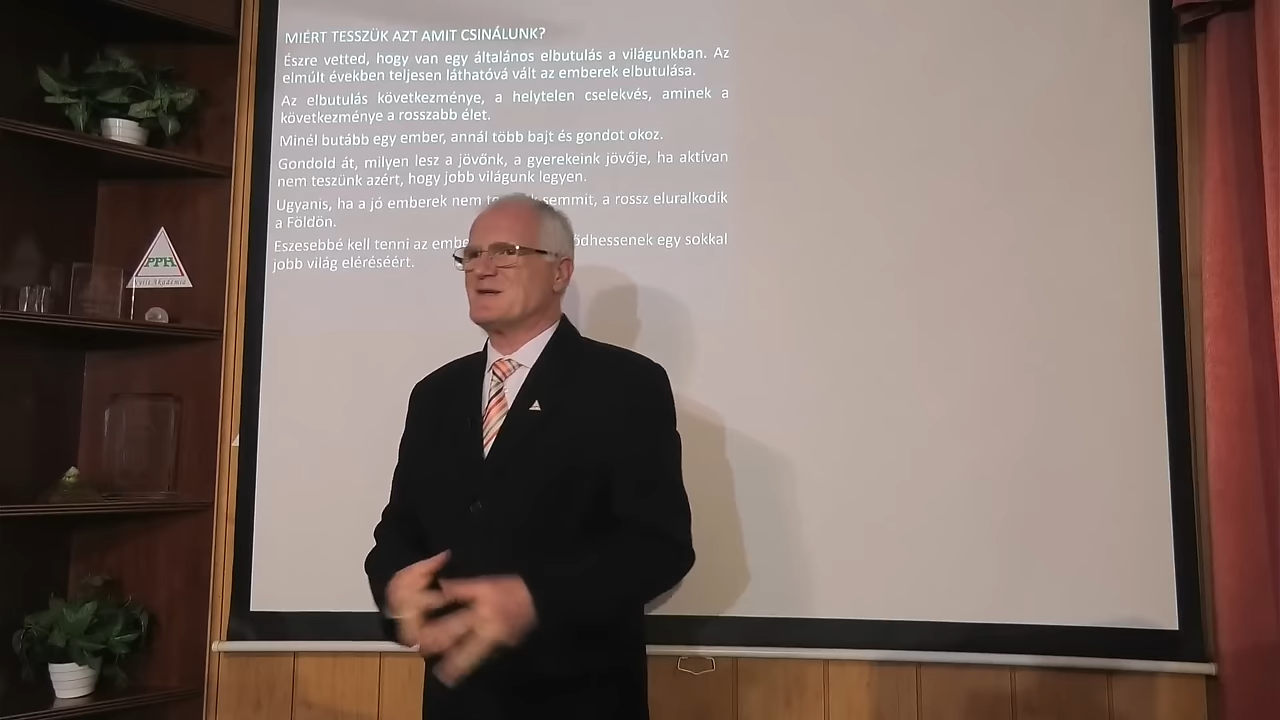 MIÉRT TESSZÜK AZT AMIT CSINÁLUNK?
Észre vetted, hogy van egy általános elbutulás a világunkban. Az
elmúlt években teljesen láthatóvá vált az emberek elbutulása.
Az elbutulás következménye, a helytelen cselekvés, aminek a
következménye a rosszabb élet.
Minél butább egy ember, annál több bajt és gondot okoz.
Gondold át, milyen lesz a jövőnk, a gyerekeink jövője, ha aktívan
nem teszünk azért, hogy jobb világunk legyen.
Ugyanis, ha a jó emberek nem semmit, a rossz eluralkodik
a Földön.
Eszesebbé kell tenni az egy sokkal
jobb világ eléréséért.
PPH
Nyílt Akadémia